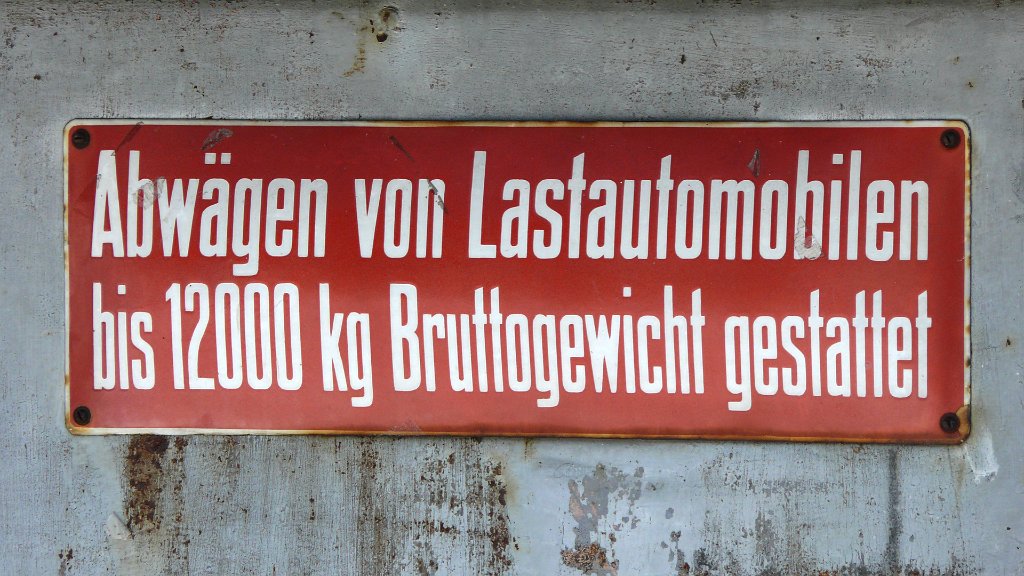 Abwägen von Lastautomobilen
bis 12000 kg Bruttogewicht gestattet